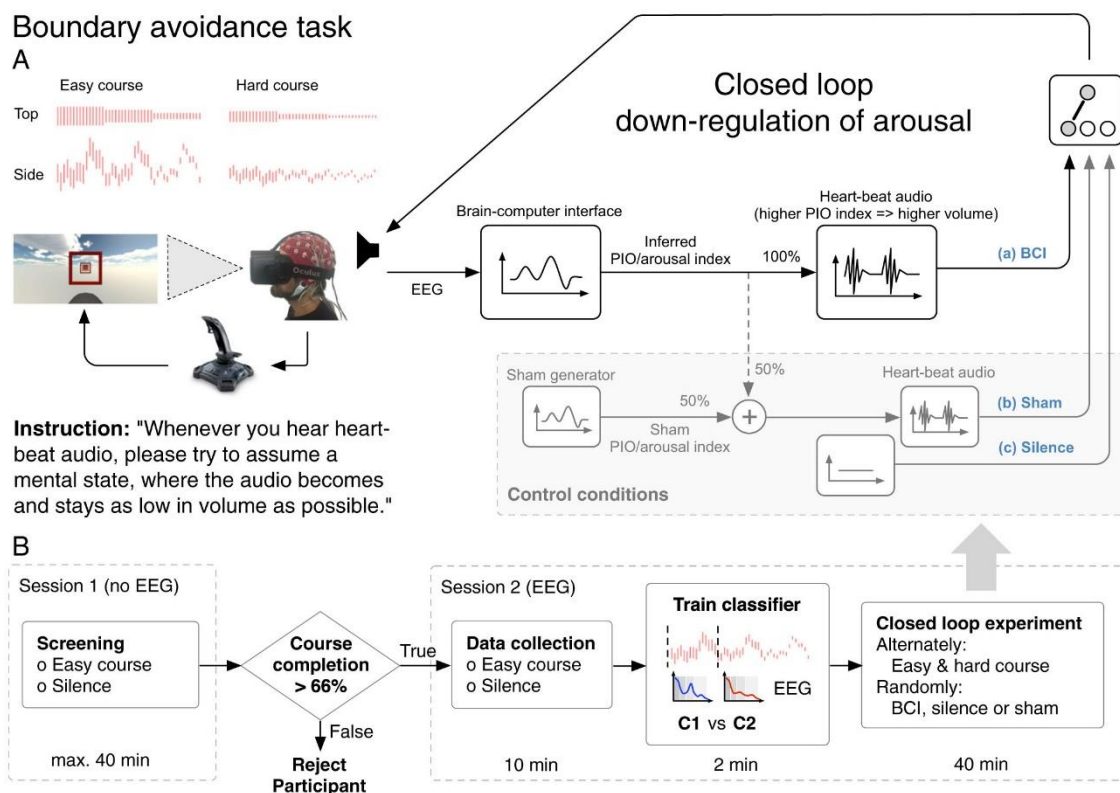 Boundary avoidance task
A
Easy course
Hard course
Top
Side
Closed loop
down-regulation of arousal
Oculus
EEG
Brain-computer interface
Inferred
PIO/arousal index
100%
Heart-beat audio
(higher PIO index => higher volume)
(a) BCI
50%
Sham generator
50%
Sham
PIO/arousal index
+
Heart-beat audio
(b) Sham
(c) Silence
Control conditions
Instruction: "Whenever you hear heart-
beat audio, please try to assume a
mental state, where the audio becomes
and stays as low in volume as possible."
B
Session 1 (no EEG)
Screening
o Easy course
o Silence
max. 40 min
Course
completion
> 66%
True
False
Reject
Participant
Session 2 (EEG)
Data collection
o Easy course
o Silence
10 min
Train classifier
EEG
C1 vs C2
2 min
Closed loop experiment
Alternately:
Easy & hard course
Randomly:
BCI, silence or sham
40 min